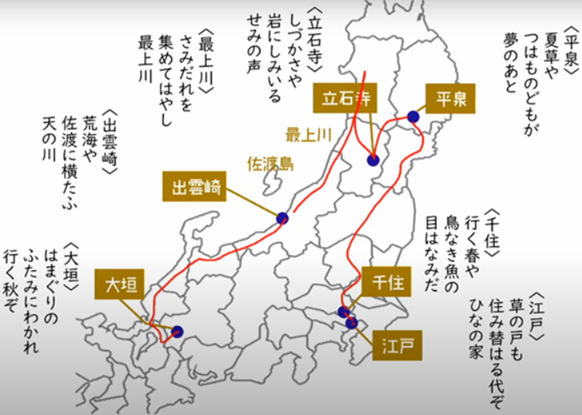 〈平泉〉
夏草や
つはものどもが
夢のあと
〈立石寺〉
しづかさや
岩にしみいる
せみの声
〈最上川〉
さみだれを
集めてはやし
最上川
〈出雲崎〉
荒海や
佐渡に横たふ
天の川
〈大垣〉
はまぐりの
ふたみにわかれ
行く秋ぞ
〈千住〉
行く春や
鳥なき魚の
目はなみだ
〈江戸〉
草の戸も
住み替はる代ぞ
ひなの家
立石寺
平泉
最上川
佐渡島
出雲崎
大垣
千住
江戸